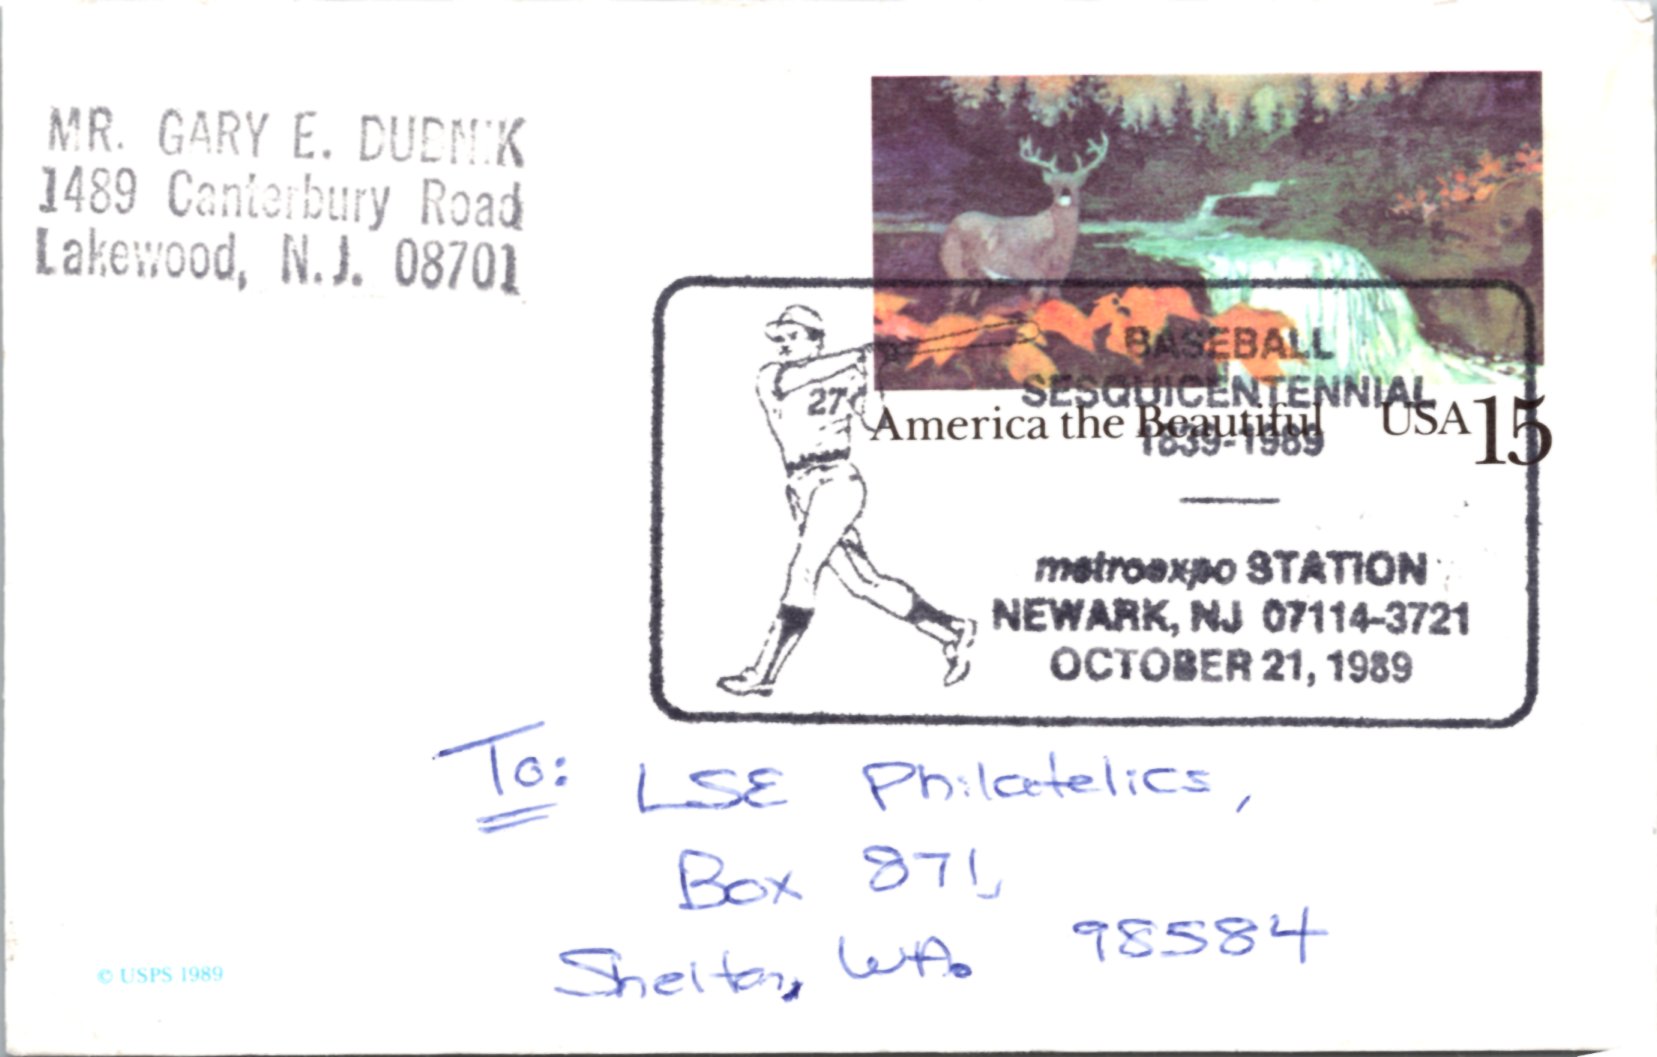 MR. GARY E. DUDNIK
1489 Canterbury Road
Lakewood, N.J. 08701
27
BASEBALL
SESQUICENTENNIAL
America the Beautiful USA 15
1839-1989
metroexpo STATION
NEWARK, NJ 07114-3721
OCTOBER 21, 1989
To: LSE Philatelics,
Box 871,
Shelton, WA. 98584
© USPS 1989